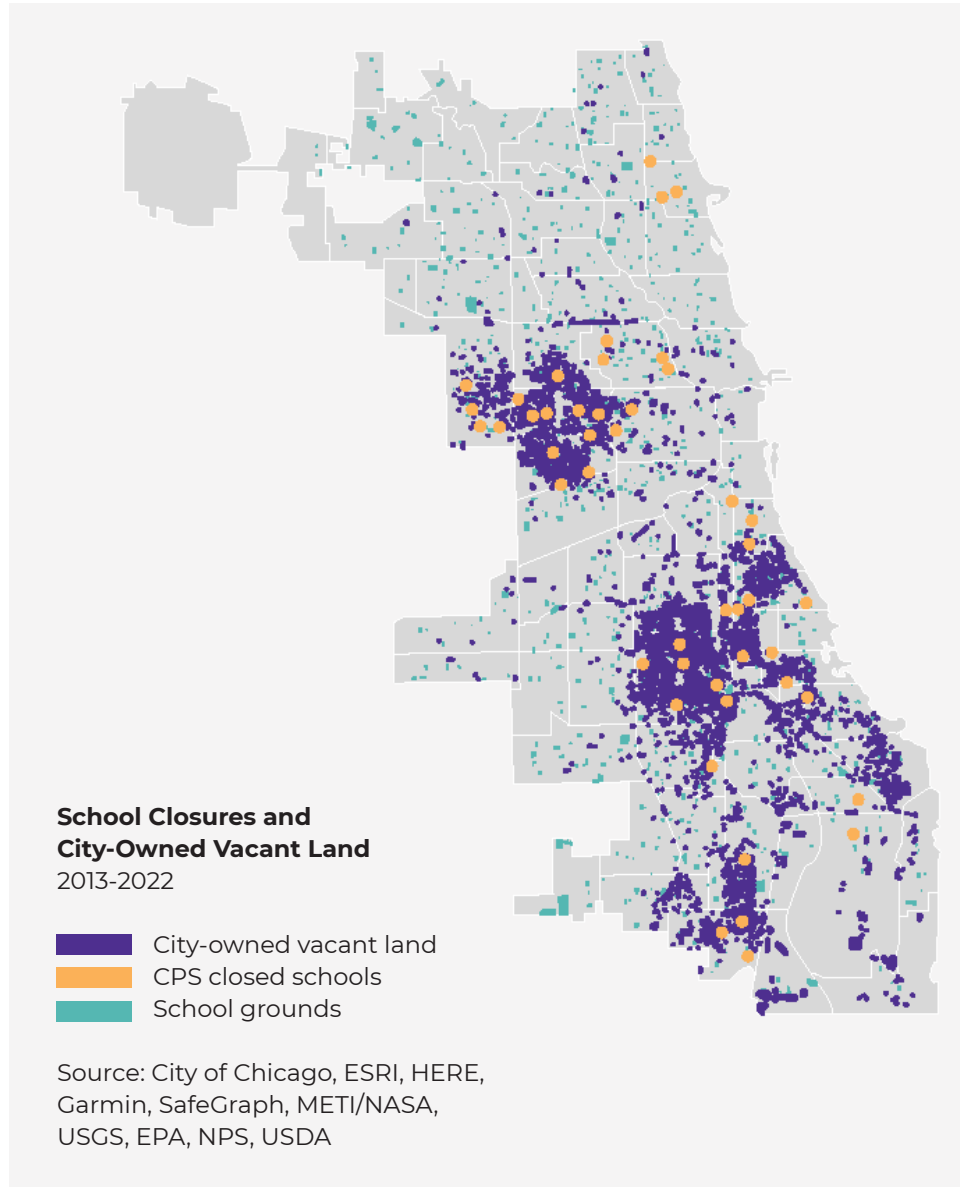 School Closures and
City-Owned Vacant Land
2013-2022
City-owned vacant land
CPS closed schools
School grounds
Source: City of Chicago, ESRI, HERE,
Garmin, SafeGraph, METI/NASA,
USGS, EPA, NPS, USDA